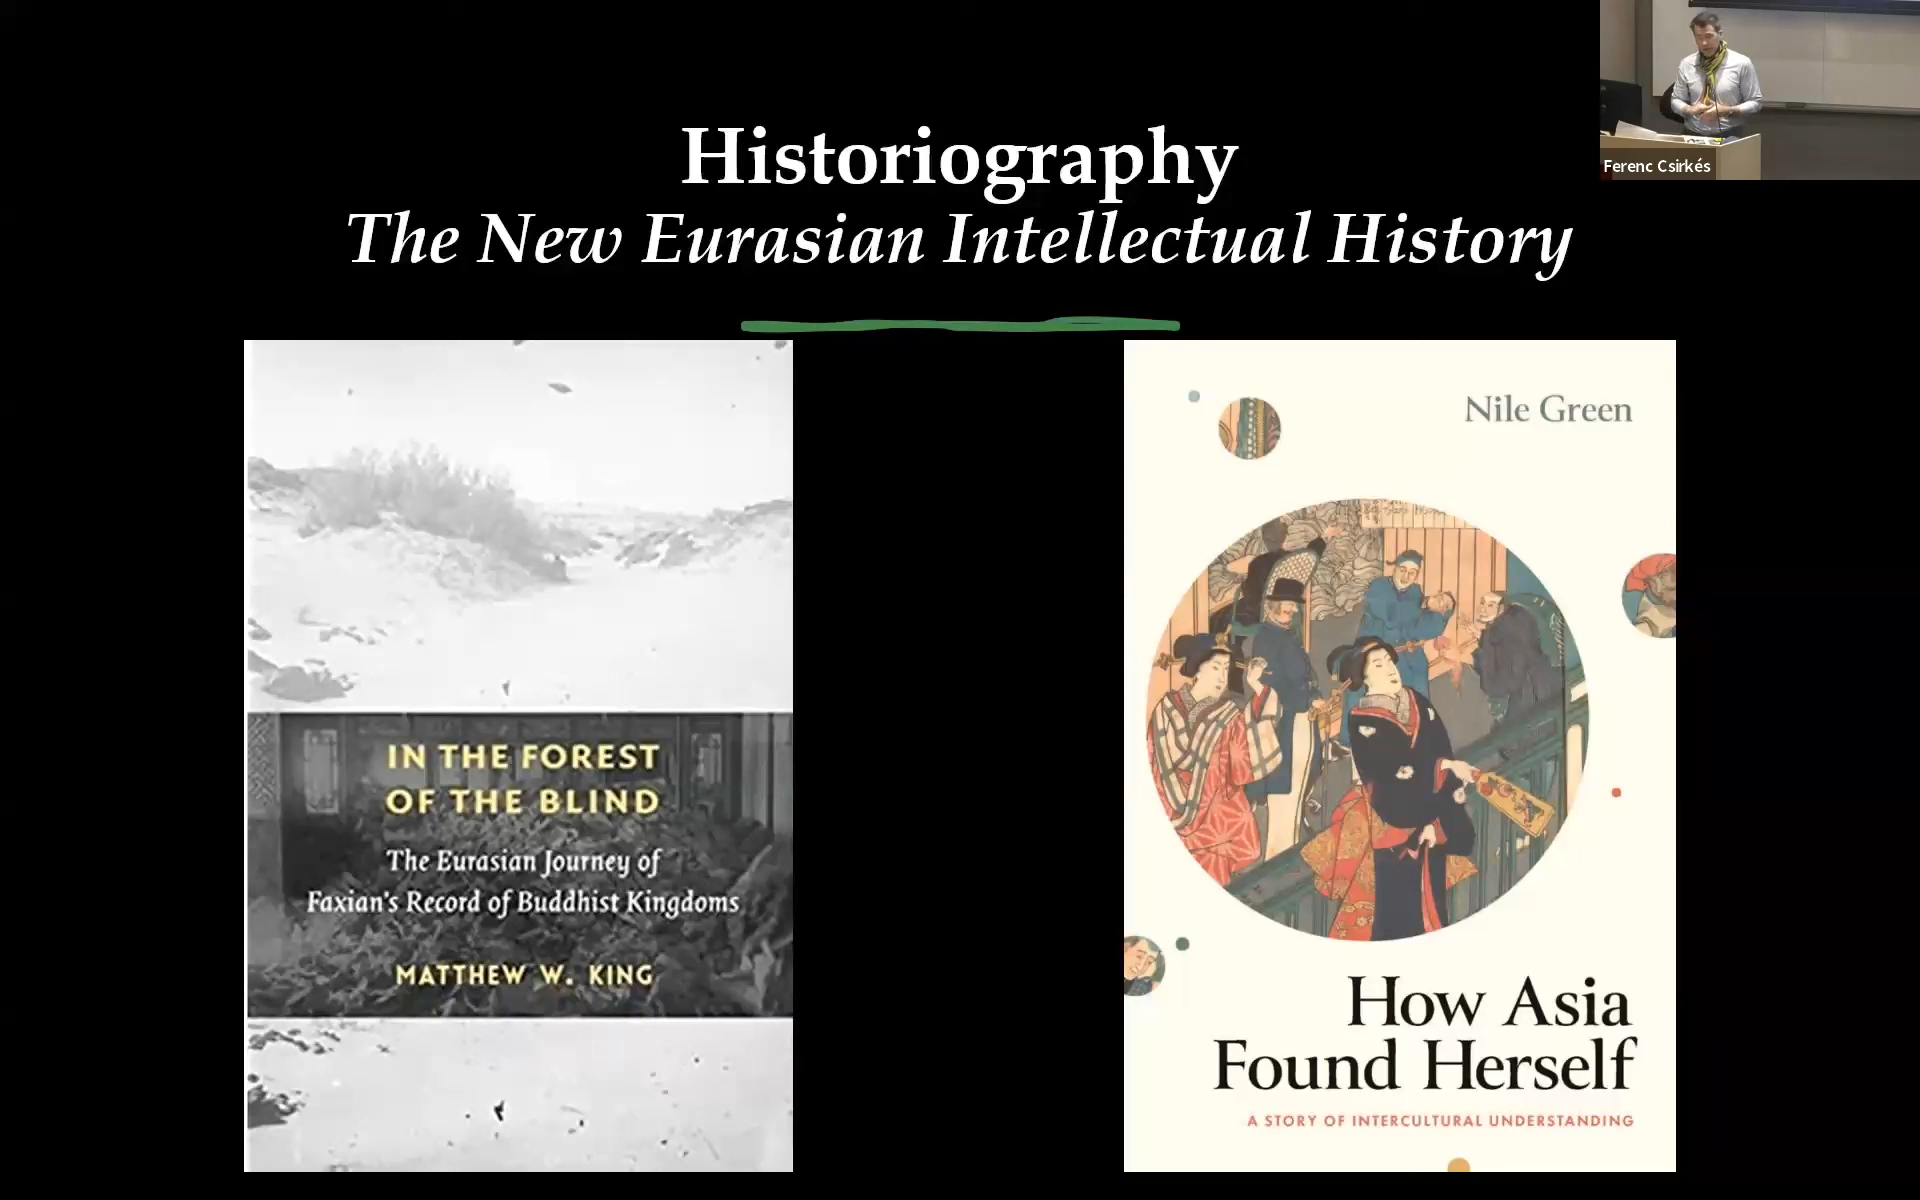 Historiography
The New Eurasian Intellectual History
Ferenc Csirkés
IN THE FOREST
OF THE BLIND
The Eurasian Journey of
Faxian's Record of Buddhist Kingdoms
MATTHEW W. KING
Nile Green
How Asia
Found Herself
A STORY OF INTERCULTURAL UNDERSTANDING